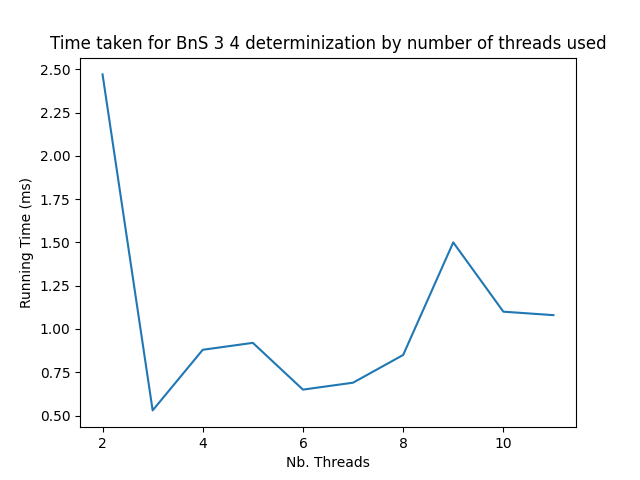 Time taken for BnS 3 4 determinization by number of threads used
2.50
2.25
2.00
1.75
1.50
1.25
1.00
0.75
0.50
Running Time (ms)
2 4 6 8 10
Nb. Threads